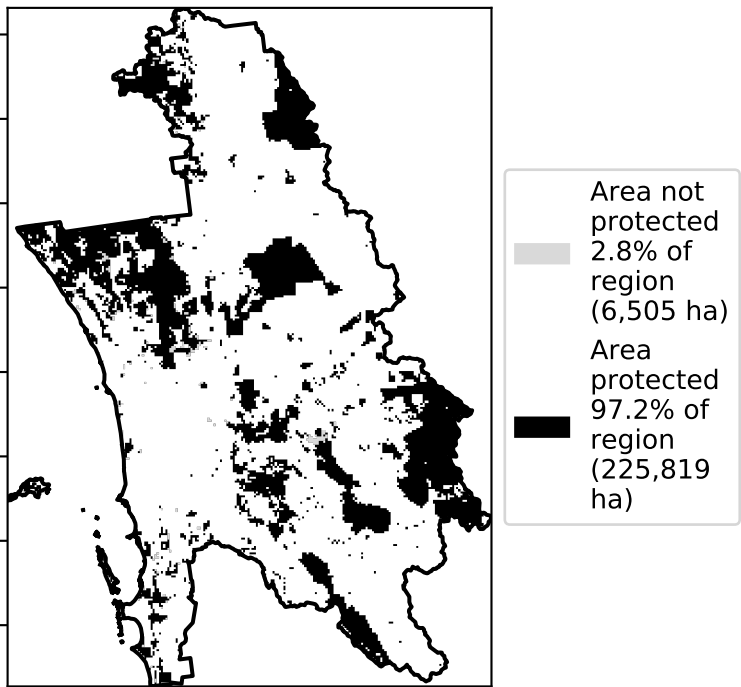 Area not
protected
2.8% of
region
(6,505 ha)
Area
protected
97.2% of
region
(225,819
ha)